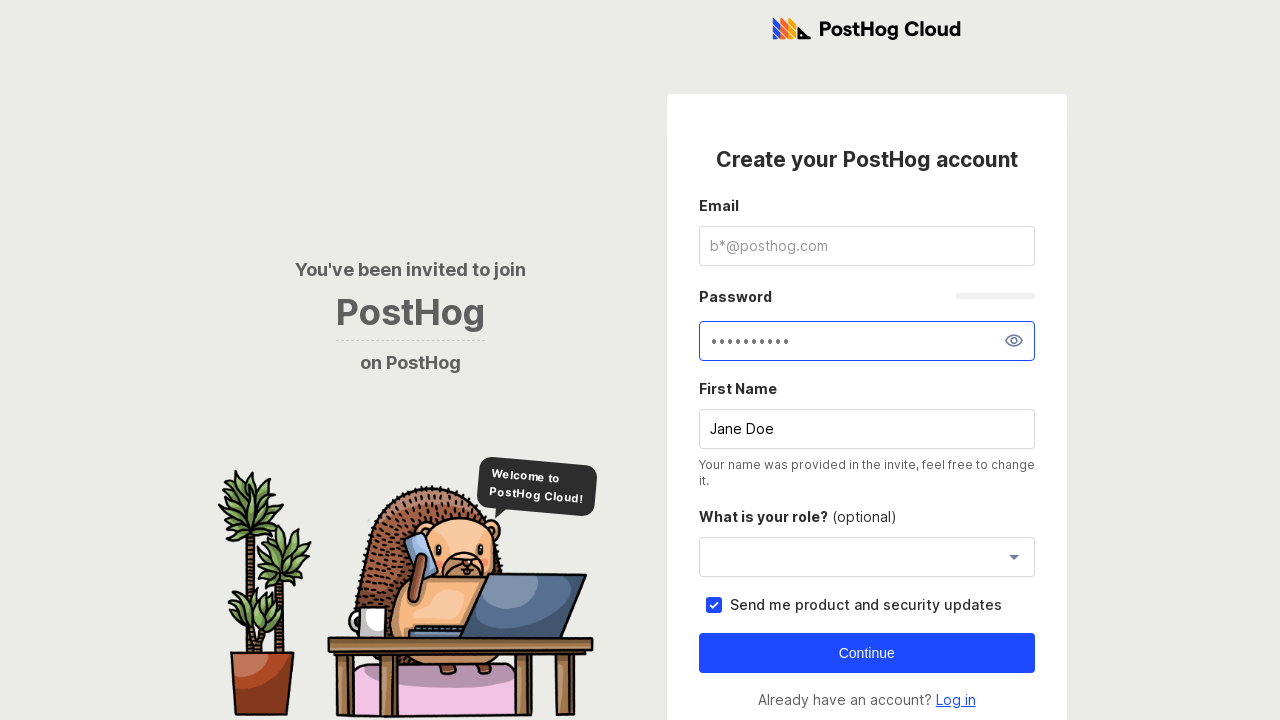 PostHog Cloud
You've been invited to join
PostHog
on PostHog
Welcome to
PostHog Cloud!
Create your PostHog account
Email
b*@posthog.com
Password
••••••••••
First Name
Jane Doe
Your name was provided in the invite, feel free to change
it.
What is your role? (optional)
Send me product and security updates
Continue
Already have an account? Log in